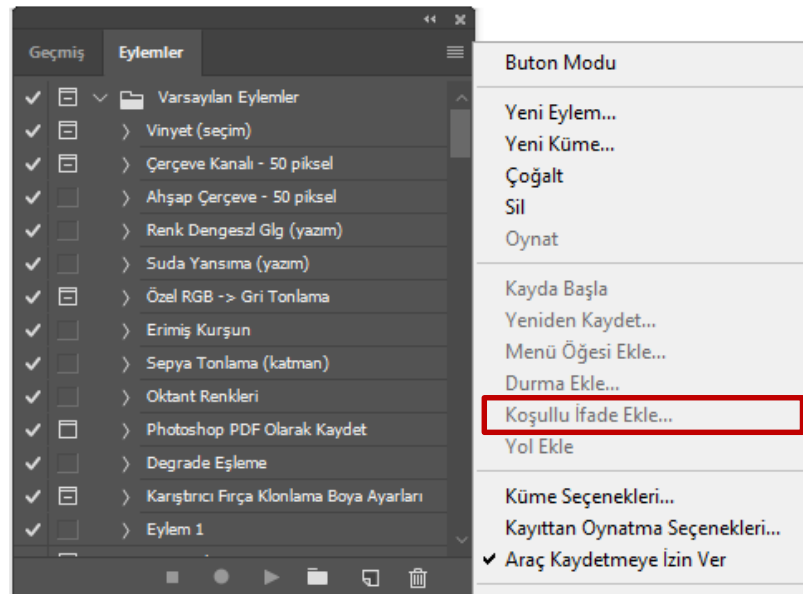 Geçmiş
Eylemler
Varsayılan Eylemler
Vinyet (seçim)
Çerçeve Kanalı - 50 piksel
Ahşap Çerçeve - 50 piksel
Renk Dengeszl Glg (yazım)
Suda Yansıma (yazım)
Özel RGB -> Gri Tonlama
Erimiş Kurşun
Sepya Tonlama (katman)
Oktant Renkleri
Photoshop PDF Olarak Kaydet
Degrade Eşleme
Karıştırıcı Fırça Klonlama Boya Ayarları
Eylem 1
Buton Modu
Yeni Eylem...
Yeni Küme...
Çoğalt
Sil
Oynat
Kayda Başla
Yeniden Kaydet...
Menü Öğesi Ekle...
Durma Ekle...
Koşullu İfade Ekle...
Yol Ekle
Küme Seçenekleri...
Kayıttan Oynatma Seçenekleri...
Araç Kaydetmeye İzin Ver